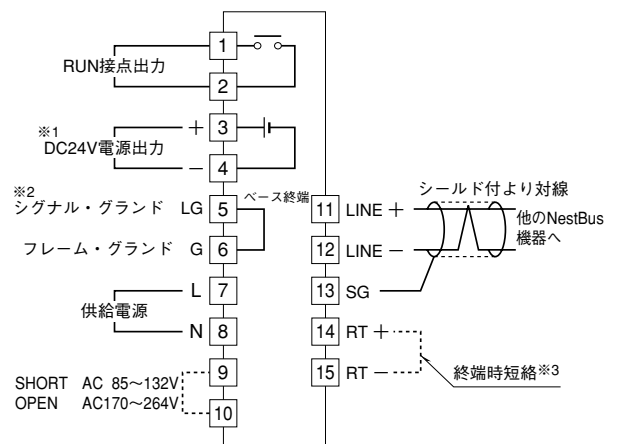 1
RUN接点出力
2
※1
DC24V電源出力
+ 3
− 4
※2
シグナル・グランド LG 5
ベース終端
フレーム・グランド G 6
L 7
供給電源
N 8
SHORT AC 85～132V
OPEN AC170～264V
9
10
シールド付より対線
11 LINE +
他のNestBus
機器へ
12 LINE −
13 SG
14 RT +
15 RT −
終端時短絡※3